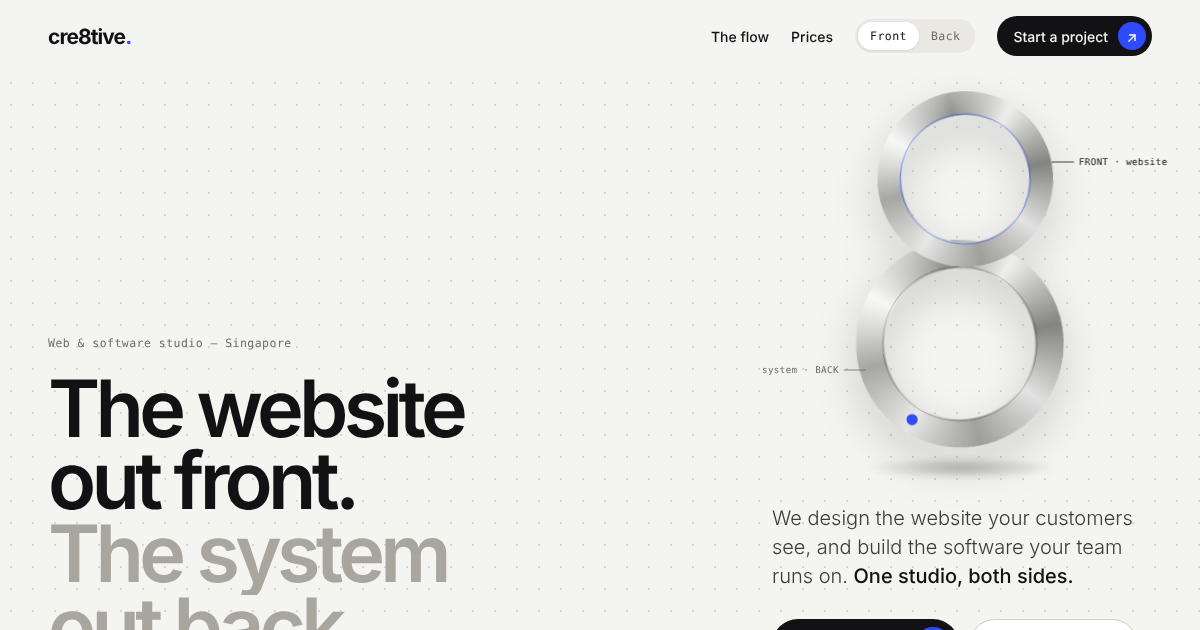 cre8tive.
The flow
Prices
Front
Back
Start a project
FRONT · website
system · BACK
Web & software studio — Singapore
The website
out front.
The system
out back.
We design the website your customers
see, and build the software your team
runs on. One studio, both sides.